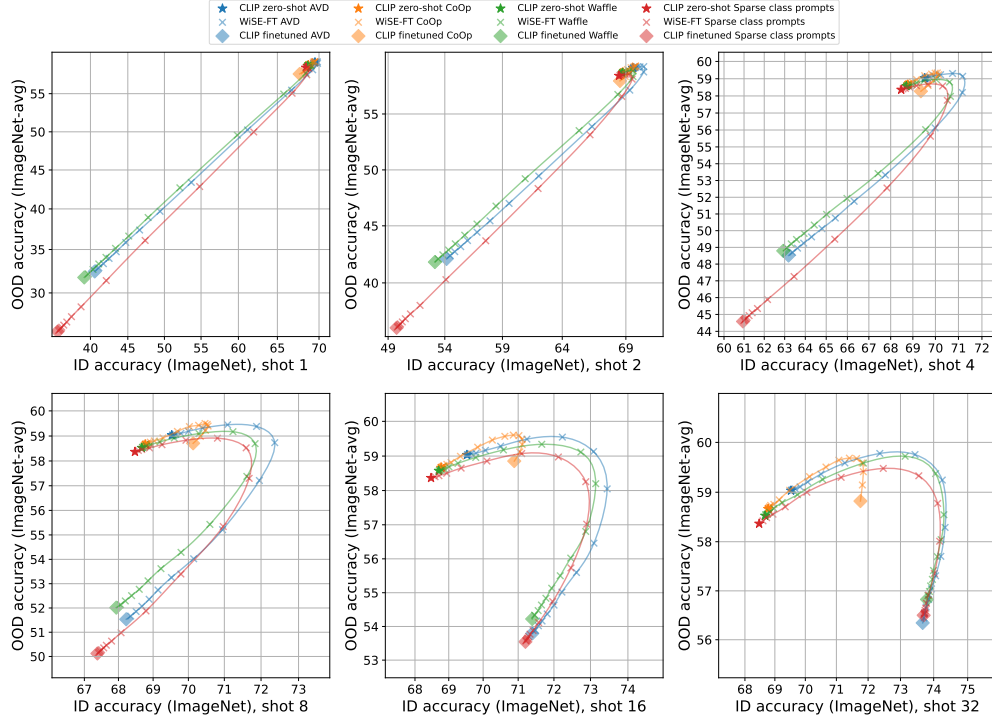 CLIP zero-shot AVD CLIP zero-shot CoOp CLIP zero-shot Waffle CLIP zero-shot Sparse class prompts
WiSE-FT AVD WiSE-FT CoOp WiSE-FT Waffle WiSE-FT Sparse class prompts
CLIP finetuned AVD CLIP finetuned CoOp CLIP finetuned Waffle CLIP finetuned Sparse class prompts
OOD accuracy (ImageNet-avg)
55
50
45
40
35
30
40 45 50 55 60 65 70
ID accuracy (ImageNet), shot 1
OOD accuracy (ImageNet-avg)
55
50
45
40
49 54 59 64 69
ID accuracy (ImageNet), shot 2
OOD accuracy (ImageNet-avg)
60
59
58
57
56
55
54
53
52
51
50
49
48
47
46
45
44
60 61 62 63 64 65 66 67 68 69 70 71 72
ID accuracy (ImageNet), shot 4
OOD accuracy (ImageNet-avg)
60
59
58
57
56
55
54
53
52
51
50
67 68 69 70 71 72 73
ID accuracy (ImageNet), shot 8
OOD accuracy (ImageNet-avg)
60
59
58
57
56
55
54
53
68 69 70 71 72 73 74
ID accuracy (ImageNet), shot 16
OOD accuracy (ImageNet-avg)
60
59
58
57
56
68 69 70 71 72 73 74 75
ID accuracy (ImageNet), shot 32